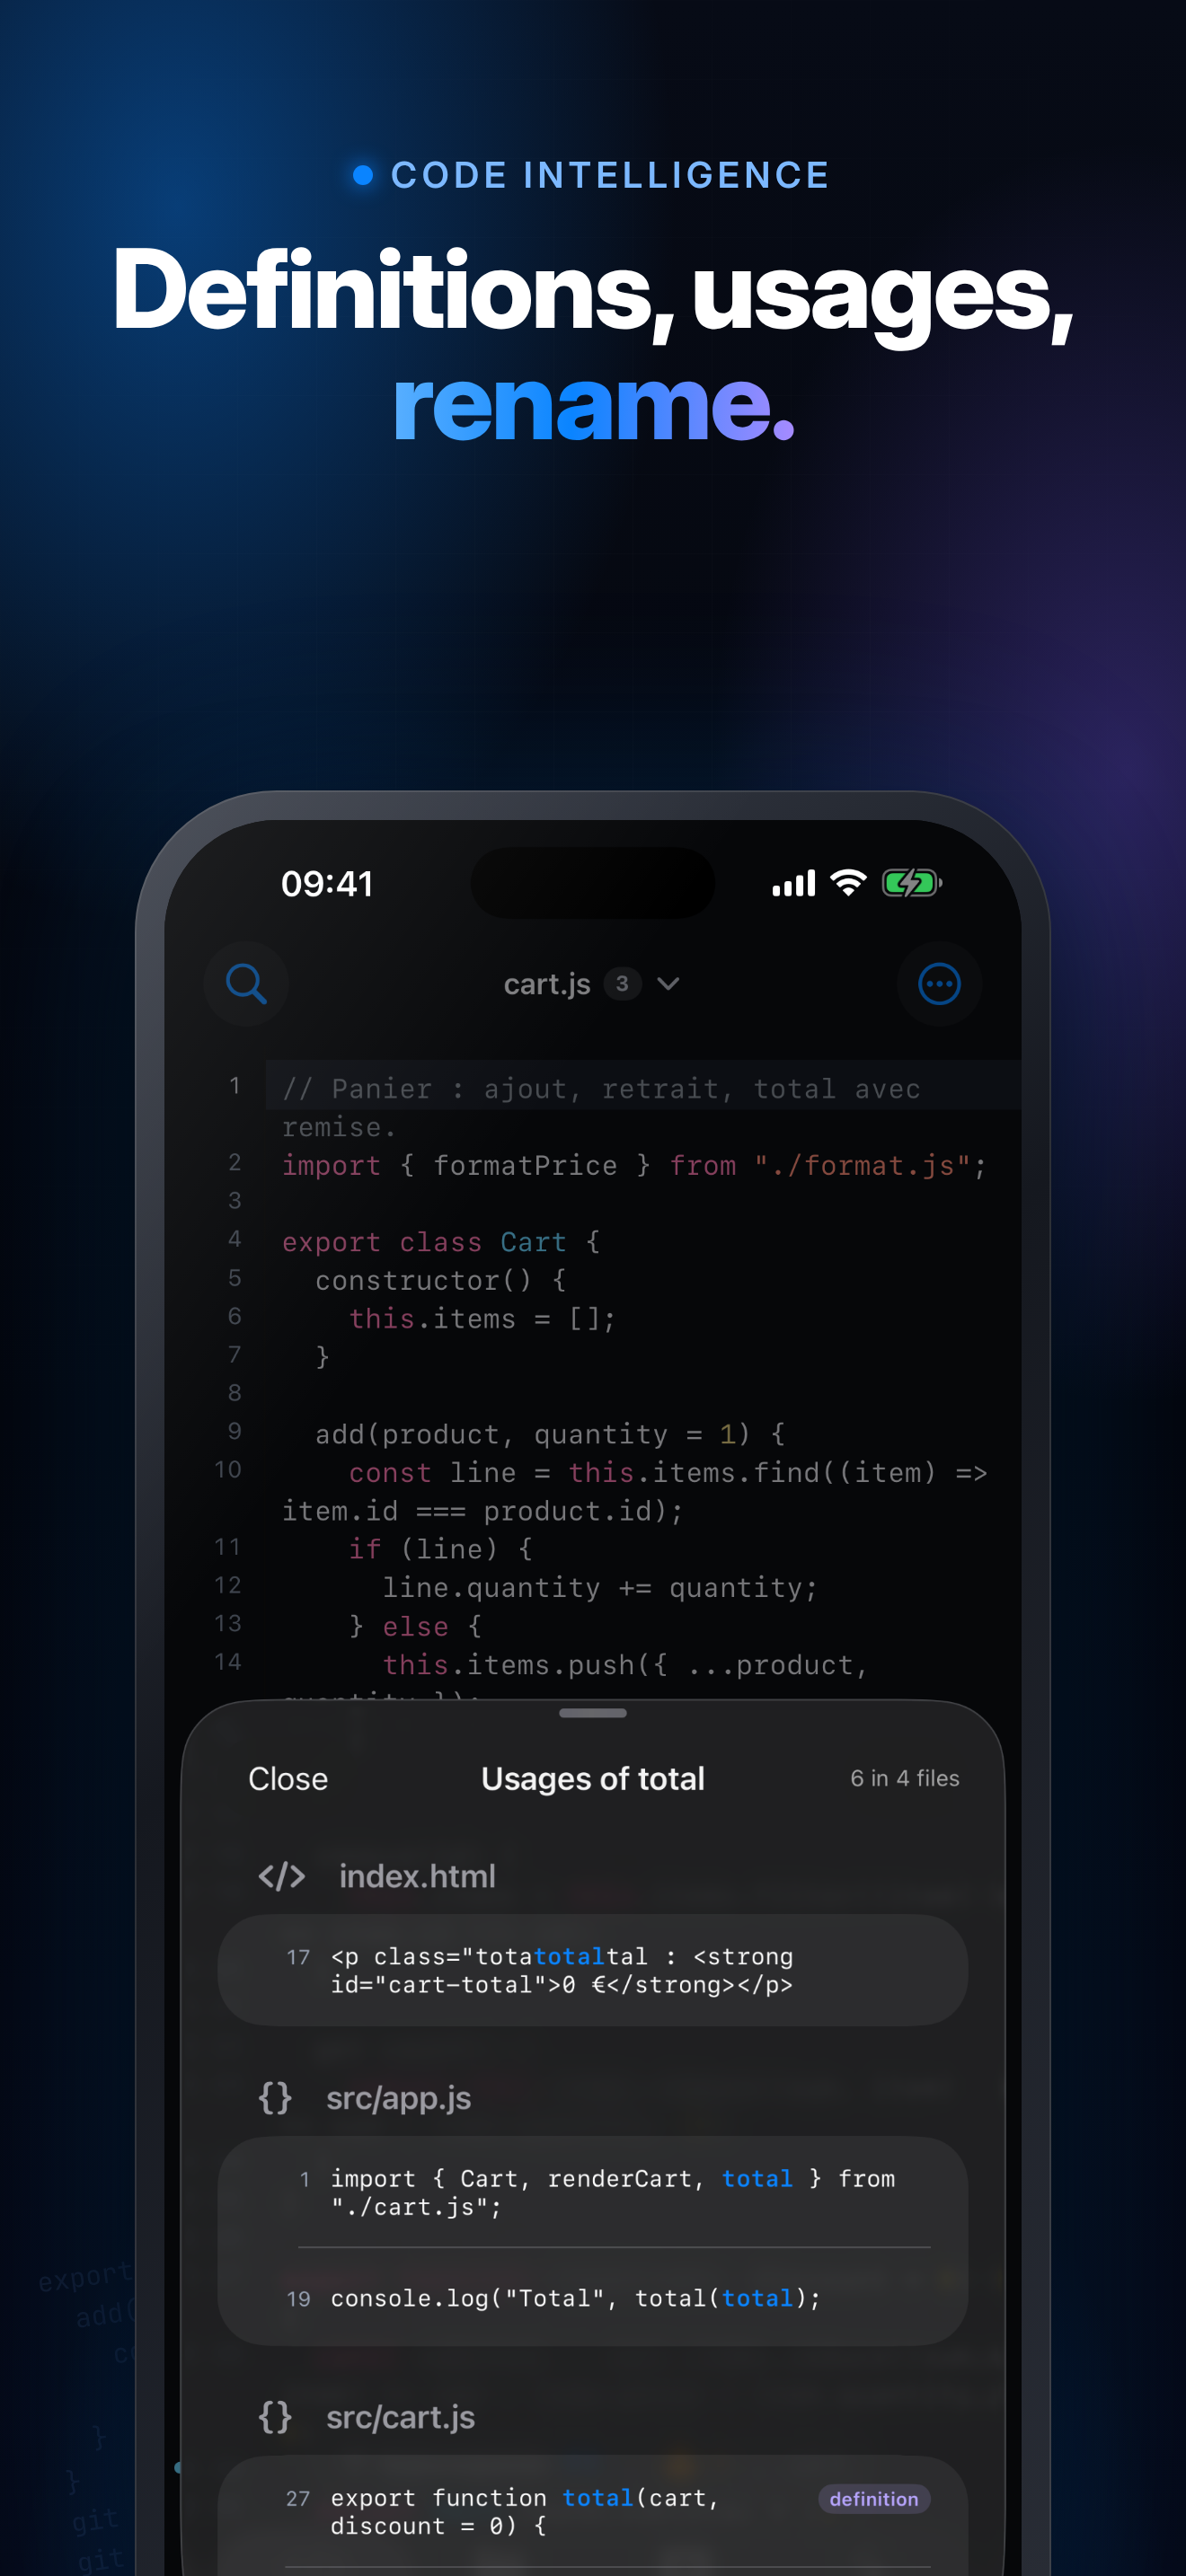 CODE INTELLIGENCE
Definitions, usages,
rename.
09:41
cart.js 3
1 // Panier : ajout, retrait, total avec
remise.
2 import { formatPrice } from "./format.js";
3
4 export class Cart {
5 constructor() {
6 this.items = [];
7 }
8
9 add(product, quantity = 1) {
10 const line = this.items.find((item) =>
item.id === product.id);
11 if (line) {
12 line.quantity += quantity;
13 } else {
14 this.items.push({ ...product,
quantity });
Close Usages of total 6 in 4 files
</> index.html
17 <p class="totatotaltal : <strong
id="cart-total">0 €</strong></p>
{} src/app.js
1 import { Cart, renderCart, total } from
"./cart.js";
19 console.log("Total", total(total);
{} src/cart.js
27 export function total(cart, definition
discount = 0) {
export
add(
}
}
git
git